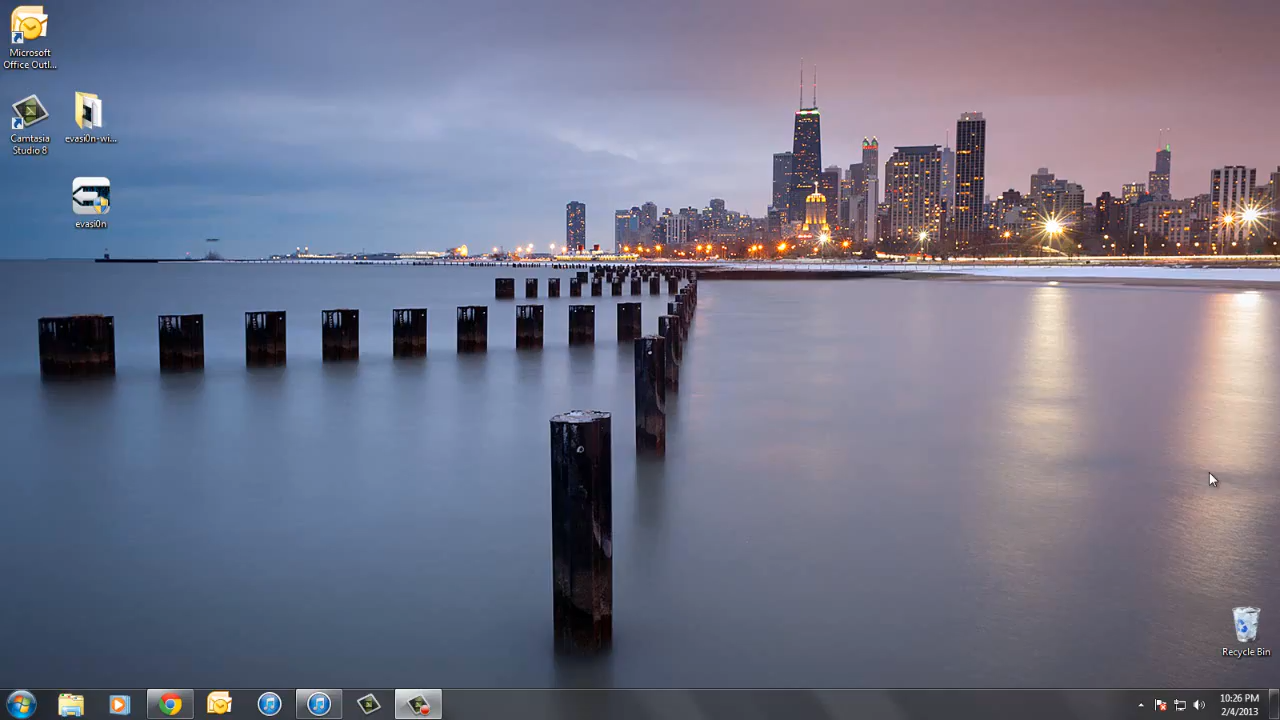 Microsoft
Office Outl...
Camtasia
Studio 8
evasi0n-wi...
evasi0n
Recycle Bin
10:26 PM
2/4/2013